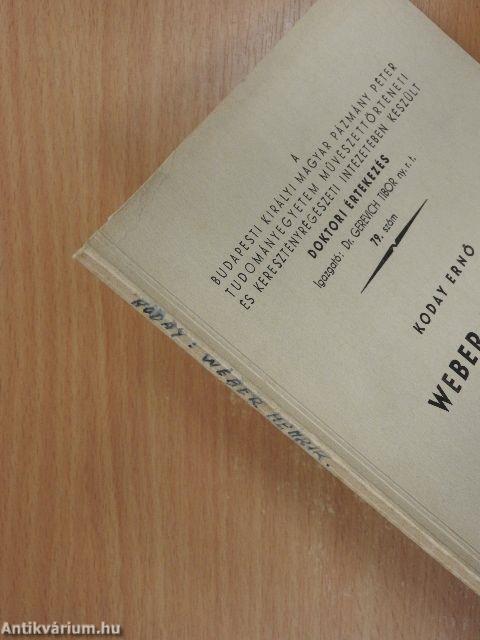 A
BUDAPESTI KIRÁLYI MAGYAR PÁZMÁNY PÉTER
TUDOMÁNYEGYETEM MŰVÉSZETTÖRTÉNETI
ÉS KERESZTÉNYRÉGÉSZETI INTÉZETÉBEN KÉSZÜLT
DOKTORI ÉRTEKEZÉS
Igazgató: Dr. GEREVICH TIBOR ny. r. t.
79. szám
KODAY ERNŐ
WEBER
KODAY: WEBER HENRIK.
Antikvárium.hu